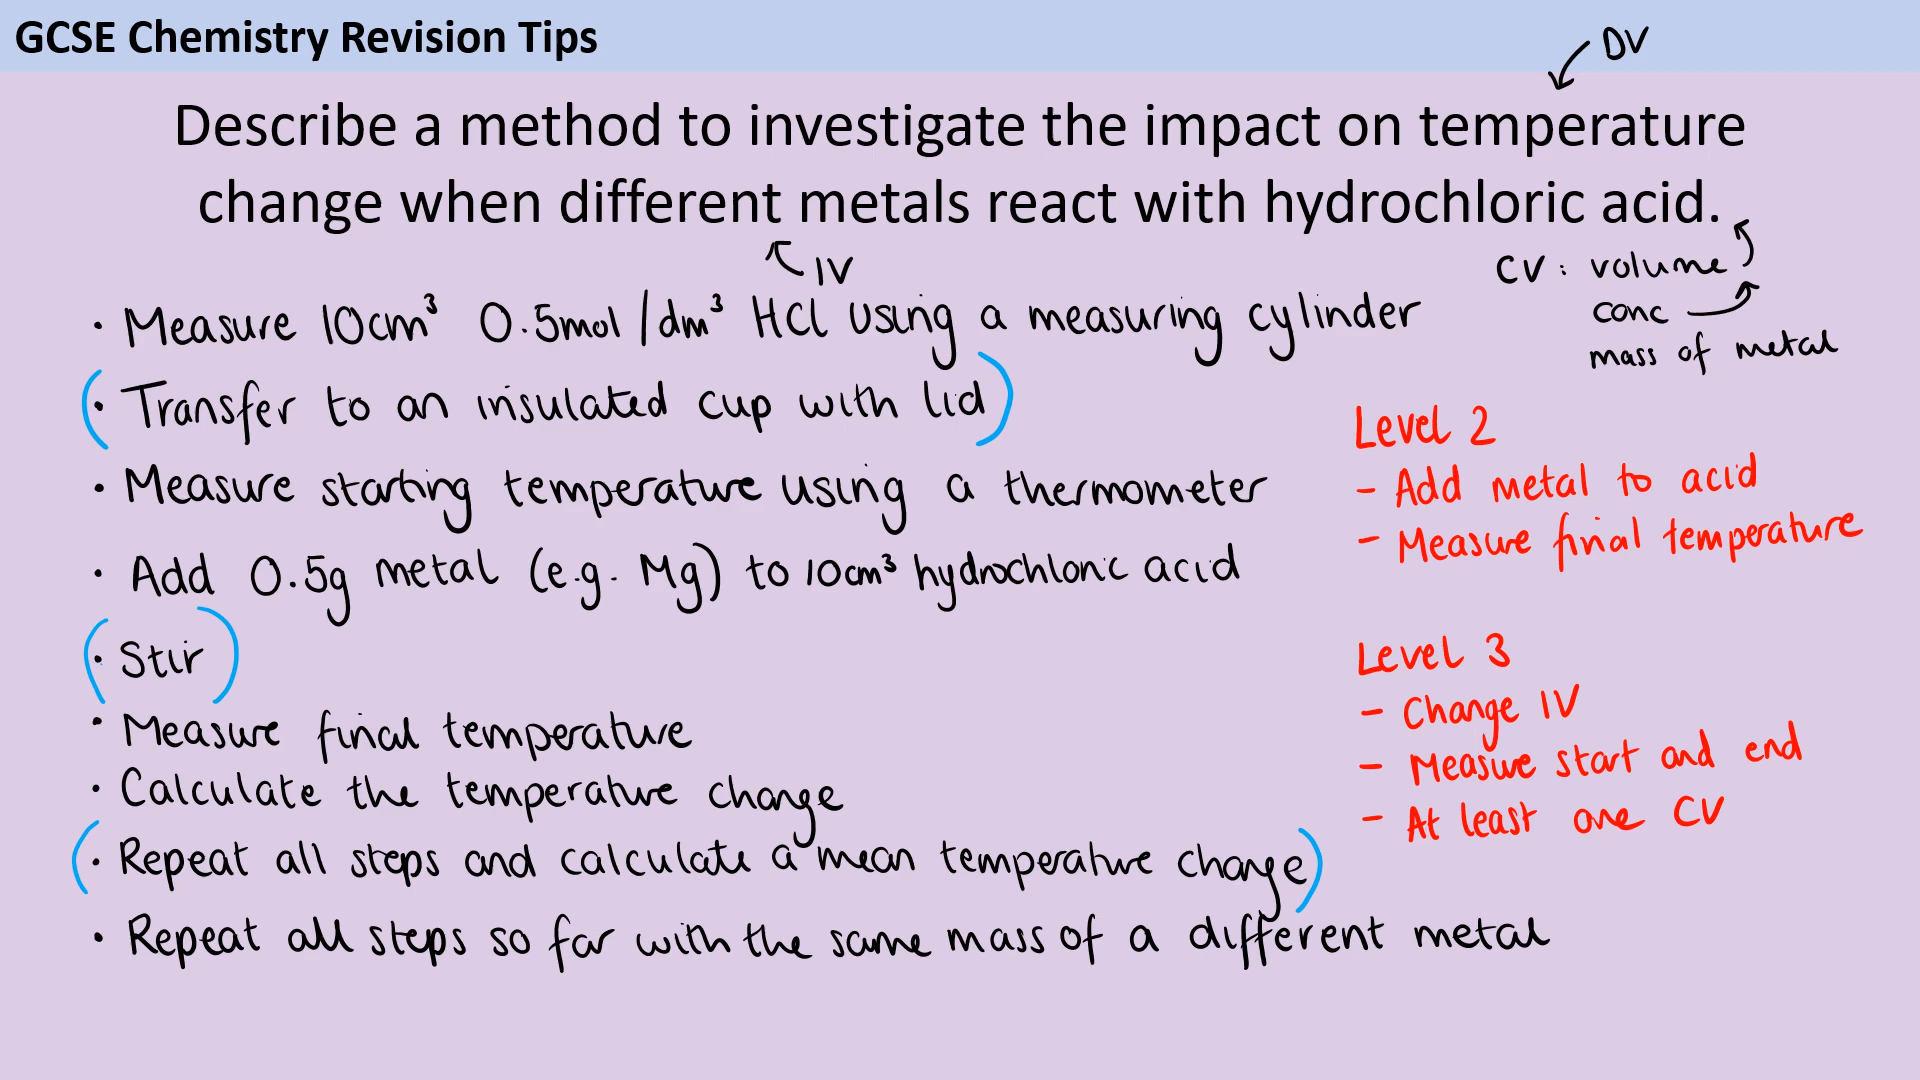 GCSE Chemistry Revision Tips
DV
Describe a method to investigate the impact on temperature
change when different metals react with hydrochloric acid.
IV
CV: volume
conc
mass of metal
• Measure 10cm³ 0.5mol/dm³ HCl using a measuring cylinder
(• Transfer to an insulated cup with lid)
• Measure starting temperature using a thermometer
• Add 0.5g metal (e.g. Mg) to 10cm³ hydrochloric acid
(• Stir)
• Measure final temperature
• Calculate the temperature change
(• Repeat all steps and calculate a mean temperature change)
• Repeat all steps so far with the same mass of a different metal
Level 2
- Add metal to acid
- Measure final temperature
Level 3
- Change IV
- Measure start and end
- At least one CV